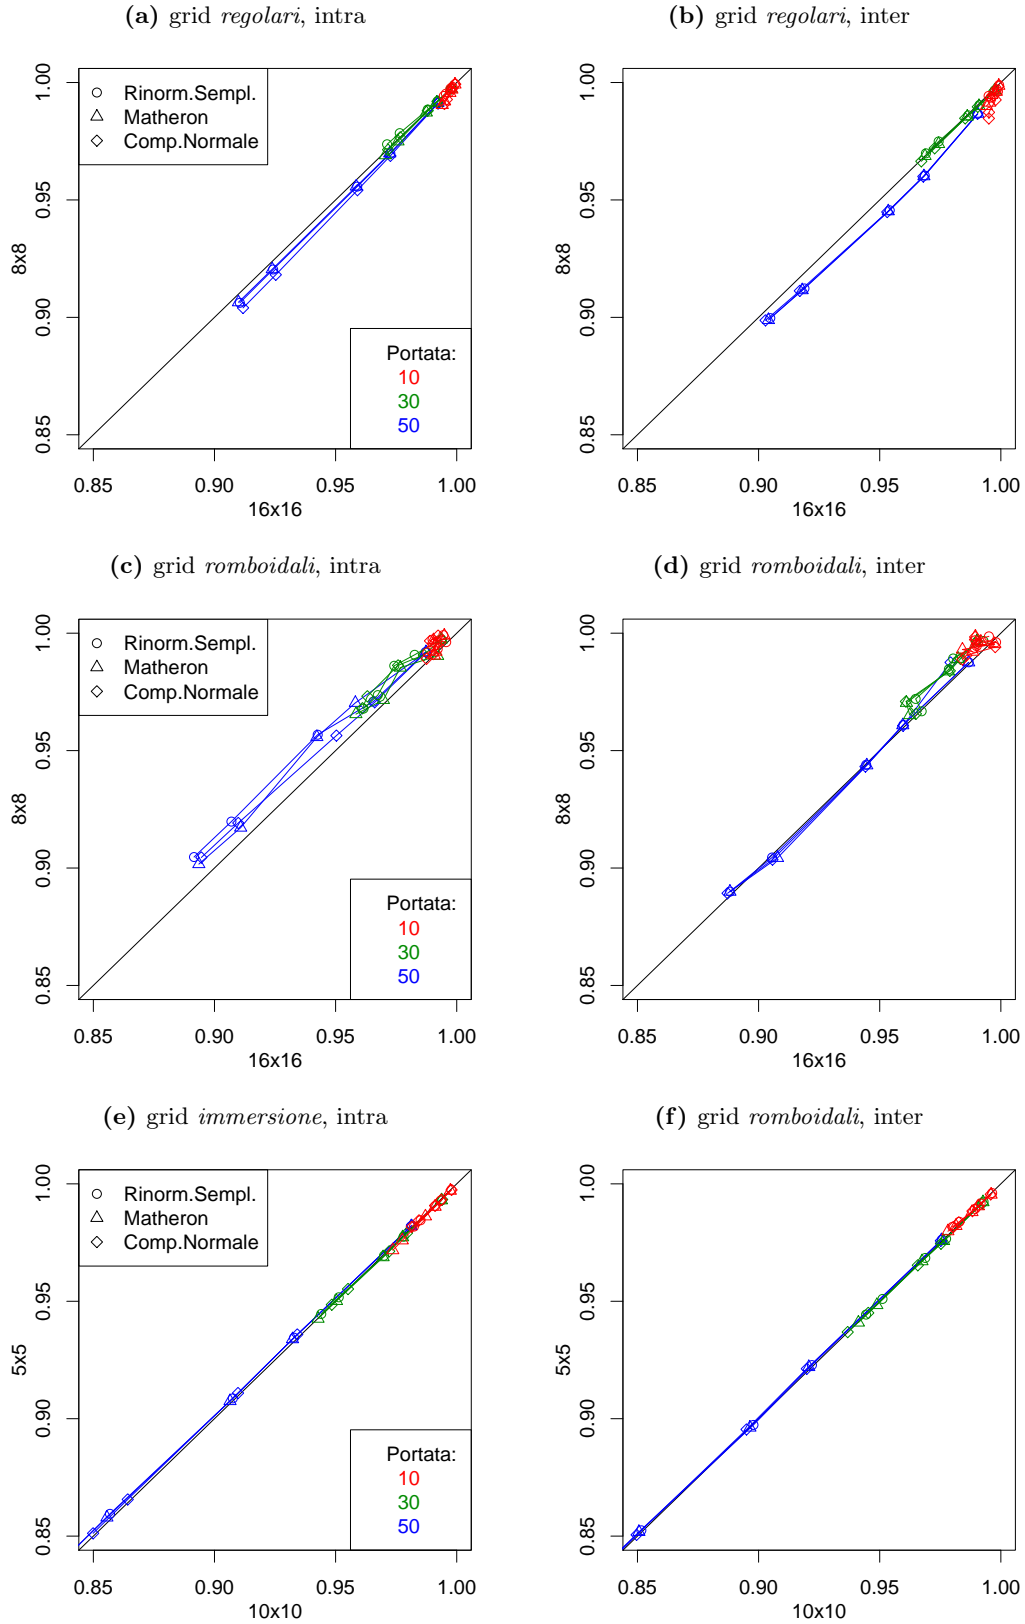 (a) grid regolari, intra
(b) grid regolari, inter
1.00
0.95
0.90
0.85
8x8
Rinorm.Sempl.
Matheron
Comp.Normale
Portata:
10
30
50
0.85 0.90 0.95 1.00
16x16
1.00
0.95
0.90
0.85
8x8
0.85 0.90 0.95 1.00
16x16
(c) grid romboidali, intra
(d) grid romboidali, inter
1.00
0.95
0.90
0.85
8x8
Rinorm.Sempl.
Matheron
Comp.Normale
Portata:
10
30
50
0.85 0.90 0.95 1.00
16x16
1.00
0.95
0.90
0.85
8x8
0.85 0.90 0.95 1.00
16x16
(e) grid immersione, intra
(f) grid romboidali, inter
1.00
0.95
0.90
0.85
5x5
Rinorm.Sempl.
Matheron
Comp.Normale
Portata:
10
30
50
0.85 0.90 0.95 1.00
10x10
1.00
0.95
0.90
0.85
5x5
0.85 0.90 0.95 1.00
10x10